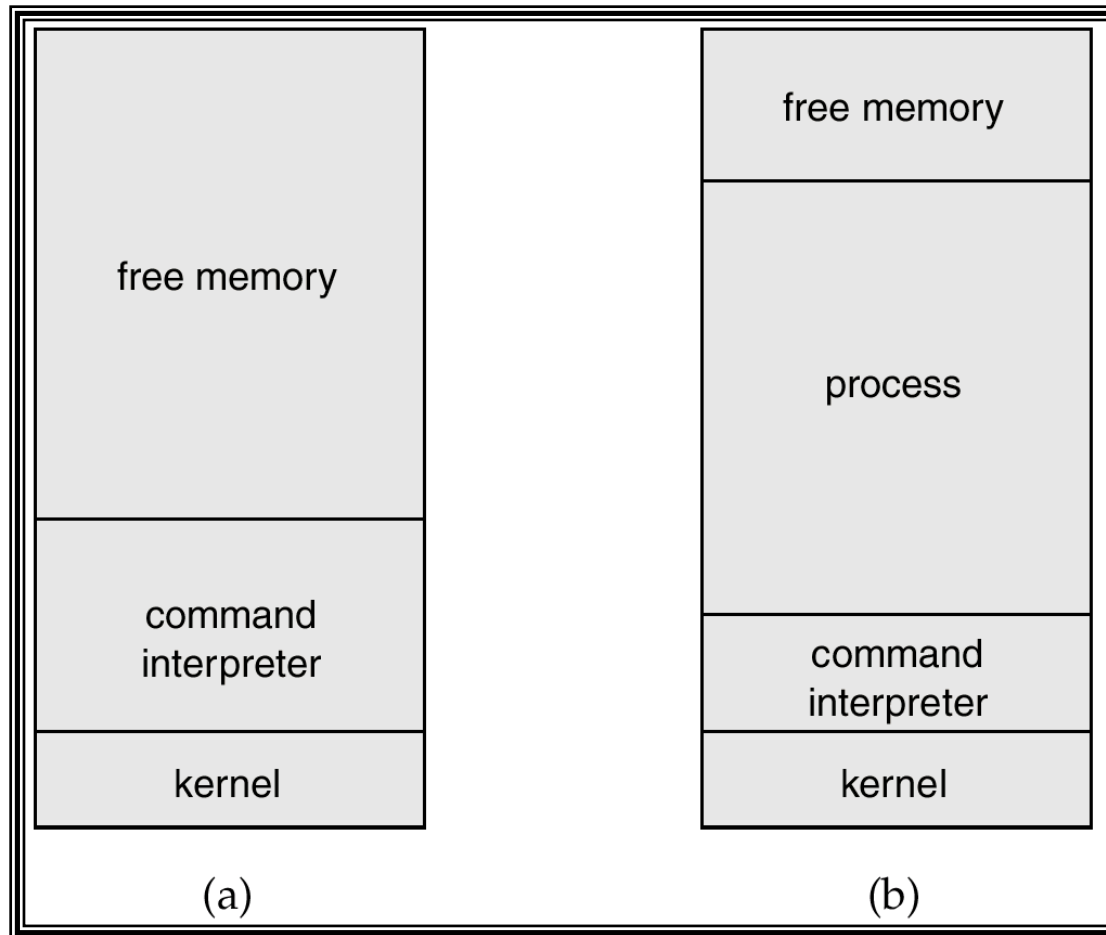 free memory
command
interpreter
kernel
(a)
free memory
process
command
interpreter
kernel
(b)